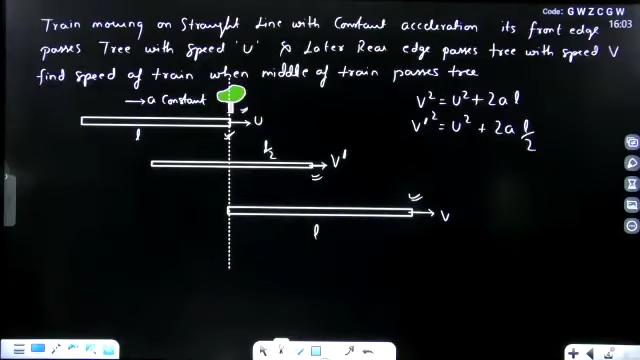 Code: G W Z C G W
16:03
Train moving on Straight Line with Constant acceleration its front edge
passes Tree with speed 'U' & Later Rear edge passes tree with speed V
find speed of train when middle of train passes tree
→ a Constant
U
l
l/2
V'
V
l
V² = U² + 2a l
V'² = U² + 2a l/2